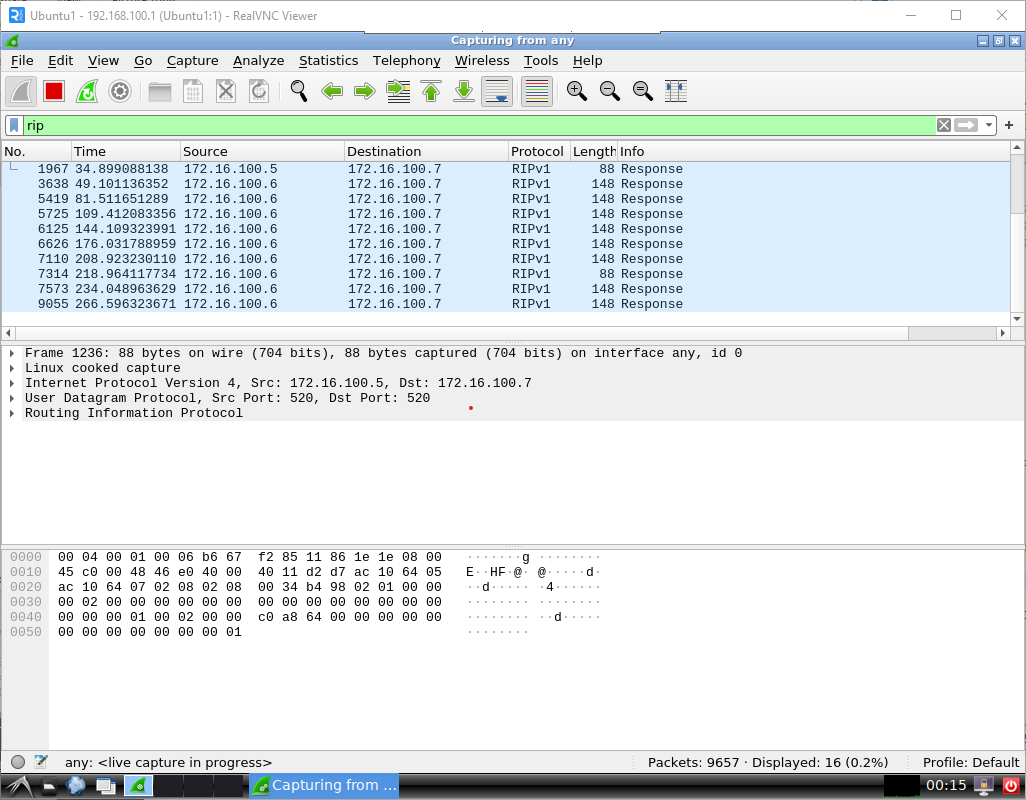 Ubuntu1 - 192.168.100.1 (Ubuntu1:1) - RealVNC Viewer
Capturing from any
File Edit View Go Capture Analyze Statistics Telephony Wireless Tools Help
rip
No. Time Source Destination Protocol Length Info
1967 34.899088138 172.16.100.5 172.16.100.7 RIPv1 88 Response
3638 49.101136352 172.16.100.6 172.16.100.7 RIPv1 148 Response
5419 81.511651289 172.16.100.6 172.16.100.7 RIPv1 148 Response
5725 109.412083356 172.16.100.6 172.16.100.7 RIPv1 148 Response
6125 144.109323991 172.16.100.6 172.16.100.7 RIPv1 148 Response
6626 176.031788959 172.16.100.6 172.16.100.7 RIPv1 148 Response
7110 208.923230110 172.16.100.6 172.16.100.7 RIPv1 148 Response
7314 218.964117734 172.16.100.6 172.16.100.7 RIPv1 88 Response
7573 234.048963629 172.16.100.6 172.16.100.7 RIPv1 148 Response
9055 266.596323671 172.16.100.6 172.16.100.7 RIPv1 148 Response
Frame 1236: 88 bytes on wire (704 bits), 88 bytes captured (704 bits) on interface any, id 0
Linux cooked capture
Internet Protocol Version 4, Src: 172.16.100.5, Dst: 172.16.100.7
User Datagram Protocol, Src Port: 520, Dst Port: 520
Routing Information Protocol
0000 00 04 00 01 00 06 b6 67 f2 85 11 86 1e 1e 08 00 ·······g ········
0010 45 c0 00 48 46 e0 40 00 40 11 d2 d7 ac 10 64 05 E··HF·@· @·····d·
0020 ac 10 64 07 02 08 02 08 00 34 b4 98 02 01 00 00 ··d····· ·4······
0030 00 02 00 00 00 00 00 00 00 00 00 00 00 00 00 00 ········ ········
0040 00 00 00 01 00 02 00 00 c0 a8 64 00 00 00 00 00 ········ ··d·····
0050 00 00 00 00 00 00 00 01 ········
any: <live capture in progress> Packets: 9657 · Displayed: 16 (0.2%) Profile: Default
Capturing from ... 00:15